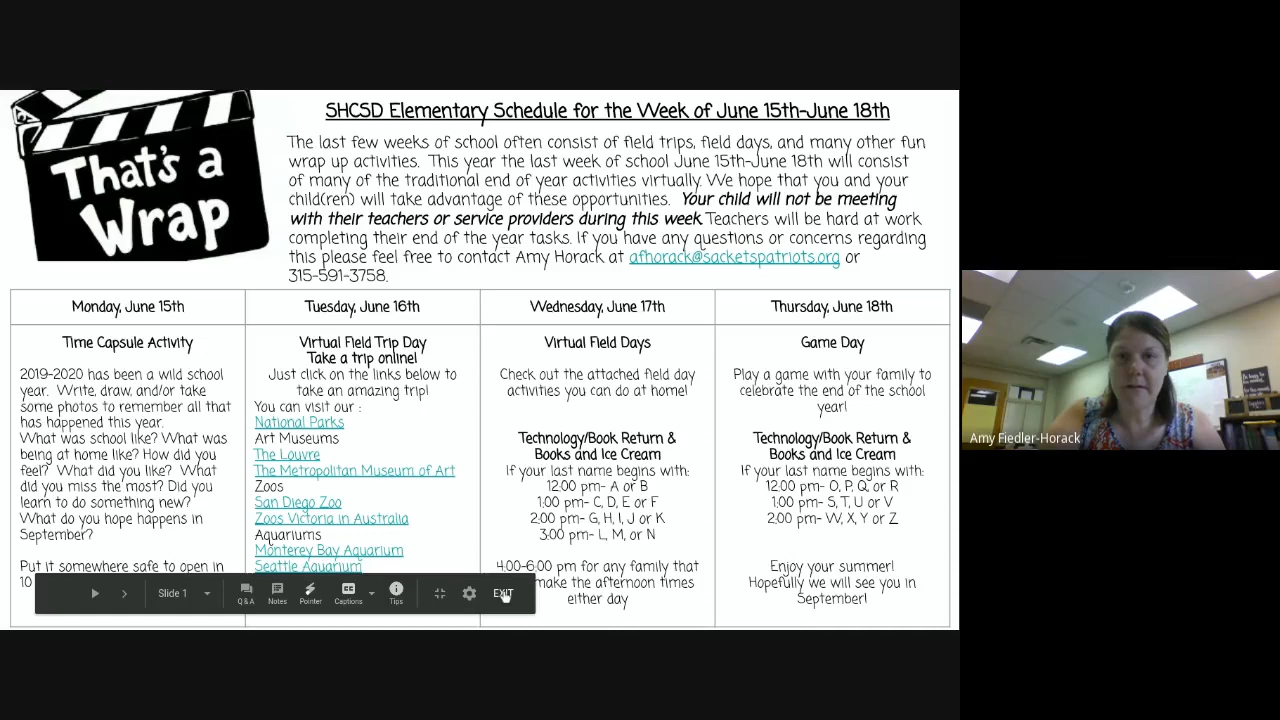 That's a
Wrap
SHCSD Elementary Schedule for the Week of June 15th-June 18th
The last few weeks of school often consist of field trips, field days, and many other fun
wrap up activities. This year the last week of school June 15th-June 18th will consist
of many of the traditional end of year activities virtually. We hope that you and your
child(ren) will take advantage of these opportunities. Your child will not be meeting
with their teachers or service providers during this week. Teachers will be hard at work
completing their end of the year tasks. If you have any questions or concerns regarding
this please feel free to contact Amy Horack at afhorack@sacketspatriots.org or
315-591-3758.
Monday, June 15th
Time Capsule Activity
2019-2020 has been a wild school
year. Write, draw, and/or take
some photos to remember all that
has happened this year.
What was school like? What was
being at home like? How did you
feel? What did you like? What
did you miss the most? Did you
learn to do something new?
What do you hope happens in
September?
Put it somewhere safe to open in
10
Tuesday, June 16th
Virtual Field Trip Day
Take a trip online!
Just click on the links below to
take an amazing trip!
You can visit our :
National Parks
Art Museums
The Louvre
The Metropolitan Museum of Art
Zoos
San Diego Zoo
Zoos Victoria in Australia
Aquariums
Monterey Bay Aquarium
Seattle Aquarium
Wednesday, June 17th
Virtual Field Days
Check out the attached field day
activities you can do at home!
Technology/Book Return &
Books and Ice Cream
If your last name begins with:
12:00 pm- A or B
1:00 pm- C, D, E or F
2:00 pm- G, H, I, J or K
3:00 pm- L, M, or N
4:00-6:00 pm for any family that
make the afternoon times
either day
Thursday, June 18th
Game Day
Play a game with your family to
celebrate the end of the school
year!
Technology/Book Return &
Books and Ice Cream
If your last name begins with:
12:00 pm- O, P, Q, or R
1:00 pm- S, T, U or V
2:00 pm- W, X, Y or Z
Enjoy your summer!
Hopefully we will see you in
September!
Slide 1
Q & A
Notes
Pointer
Captions
Tips
EXIT
Amy Fiedler-Horack